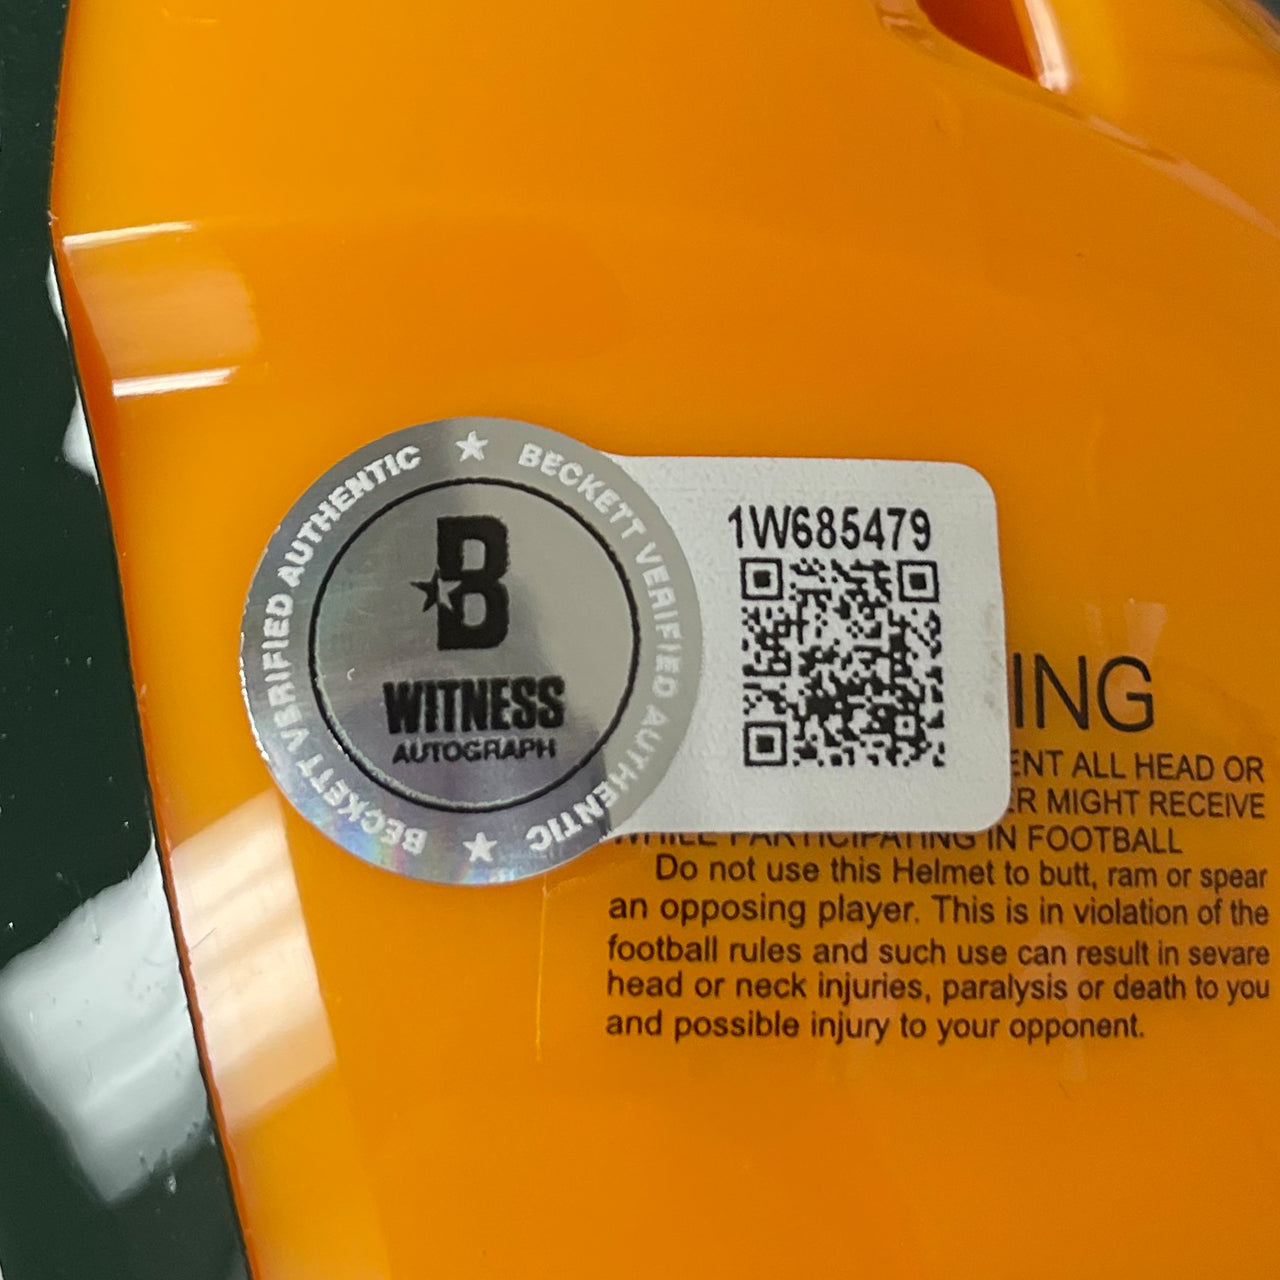 BECKETT VERIFIED AUTHENTIC ★ BECKETT VERIFIED AUTHENTIC ★
B
WITNESS
AUTOGRAPH
1W685479
ING
ENT ALL HEAD OR
ER MIGHT RECEIVE
WHILE PARTICIPATING IN FOOTBALL
Do not use this Helmet to butt, ram or spear
an opposing player. This is in violation of the
football rules and such use can result in sevare
head or neck injuries, paralysis or death to you
and possible injury to your opponent.